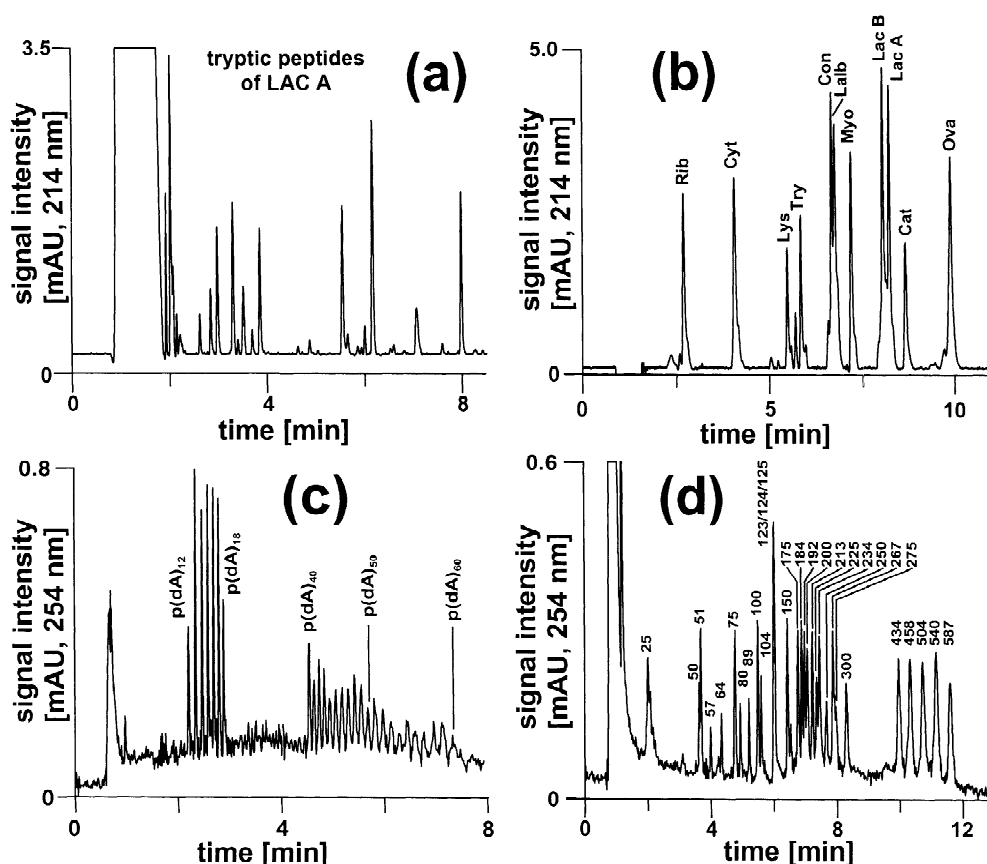 3.5
tryptic peptides
of LAC A
(a)
signal intensity
[mAU, 214 nm]
0
0
4
8
time [min]
5.0
(b)
signal intensity
[mAU, 214 nm]
Rib
Cyt
Lys
Try
Con
Lalb
Myo
Lac B
Lac A
Cat
Ova
0
0
5
10
time [min]
0.8
(c)
signal intensity
[mAU, 254 nm]
p(dA)12
p(dA)18
p(dA)40
p(dA)50
p(dA)60
0
0
4
8
time [min]
0.6
(d)
signal intensity
[mAU, 254 nm]
25
50
51
57
64
75
80
89
100
104
123/124/125
150
175
184
192
200
213
225
234
250
267
275
300
434
458
504
540
587
0
0
4
8
12
time [min]